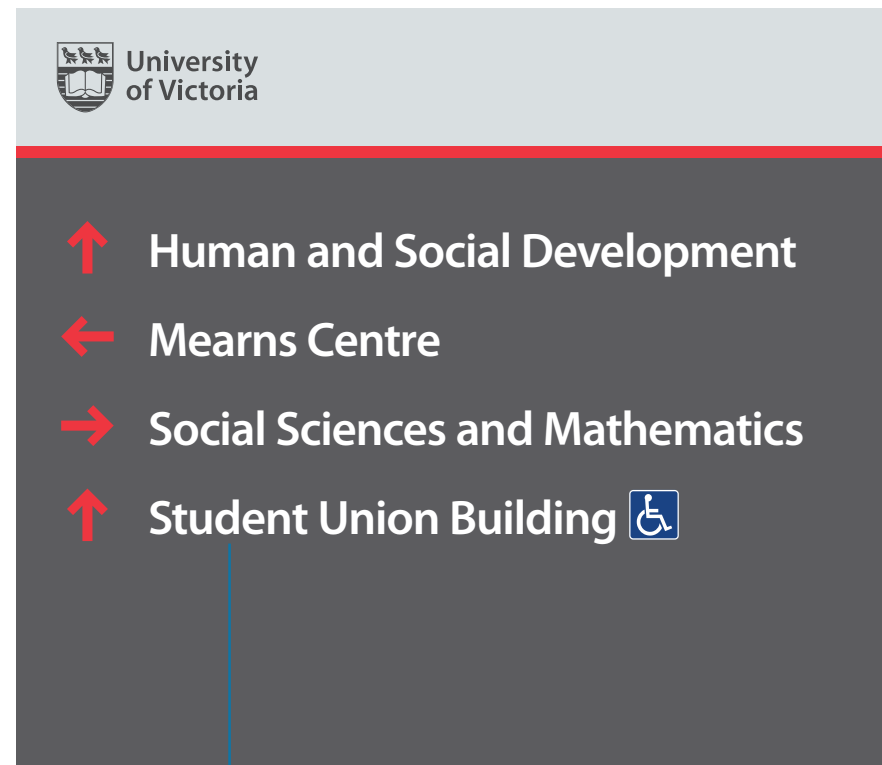 University
of Victoria
↑ Human and Social Development
← Mearns Centre
→ Social Sciences and Mathematics
↑ Student Union Building